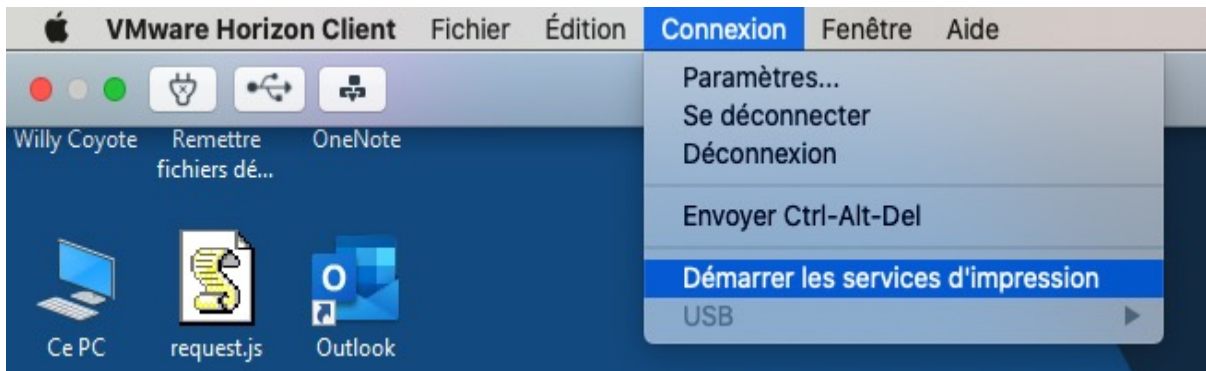 VMware Horizon Client Fichier Édition Connexion Fenêtre Aide
Paramètres...
Se déconnecter
Déconnexion
Envoyer Ctrl-Alt-Del
Démarrer les services d'impression
USB
Willy Coyote Remettre OneNote
fichiers dé...
O
Ce PC request.js Outlook